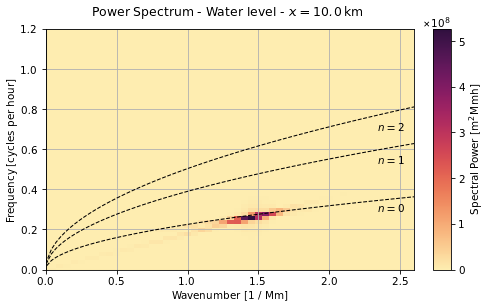 Power Spectrum - Water level - x = 10.0 km
×10⁸
1.2
1.0
0.8
0.6
0.4
0.2
0.0
Frequency [cycles per hour]
n = 2
n = 1
n = 0
0.0 0.5 1.0 1.5 2.0 2.5
Wavenumber [1 / Mm]
5
4
3
2
1
0
Spectral Power [m² Mm h]